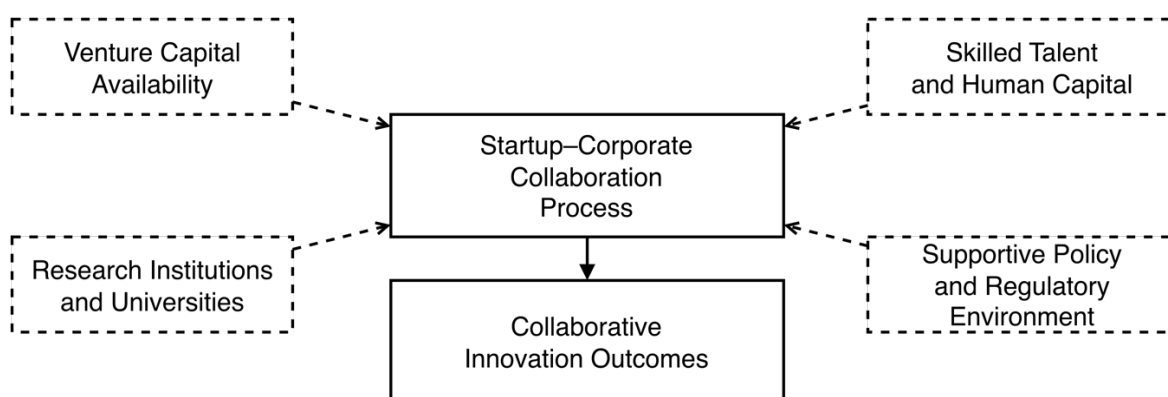 Venture Capital
Availability
Skilled Talent
and Human Capital
Startup–Corporate
Collaboration
Process
Research Institutions
and Universities
Supportive Policy
and Regulatory
Environment
Collaborative
Innovation Outcomes